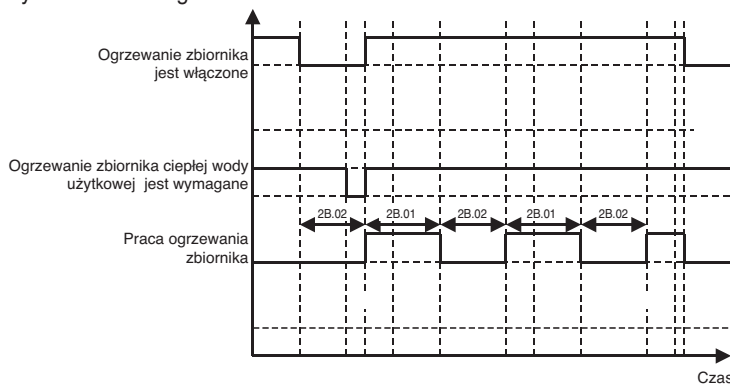 Ogrzewanie zbiornika
jest włączone
Ogrzewanie zbiornika ciepłej wody
użytkowej jest wymagane
2B.02 2B.01 2B.02 2B.01 2B.02
Praca ogrzewania
zbiornika
Czas